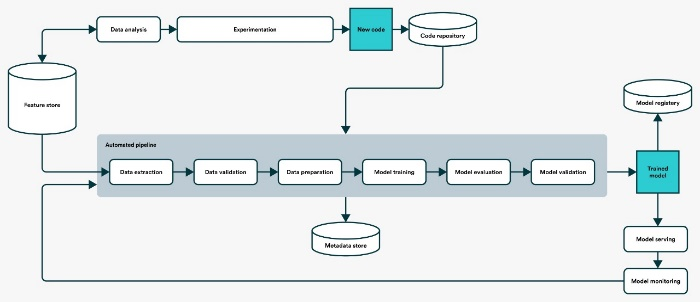 Data analysis
Experimentation
New code
Code repository
Feature store
Model registery
Automated pipeline
Data extraction
Data validation
Data preparation
Model training
Model evaluation
Model validation
Trained
model
Metadata store
Model serving
Model monitoring